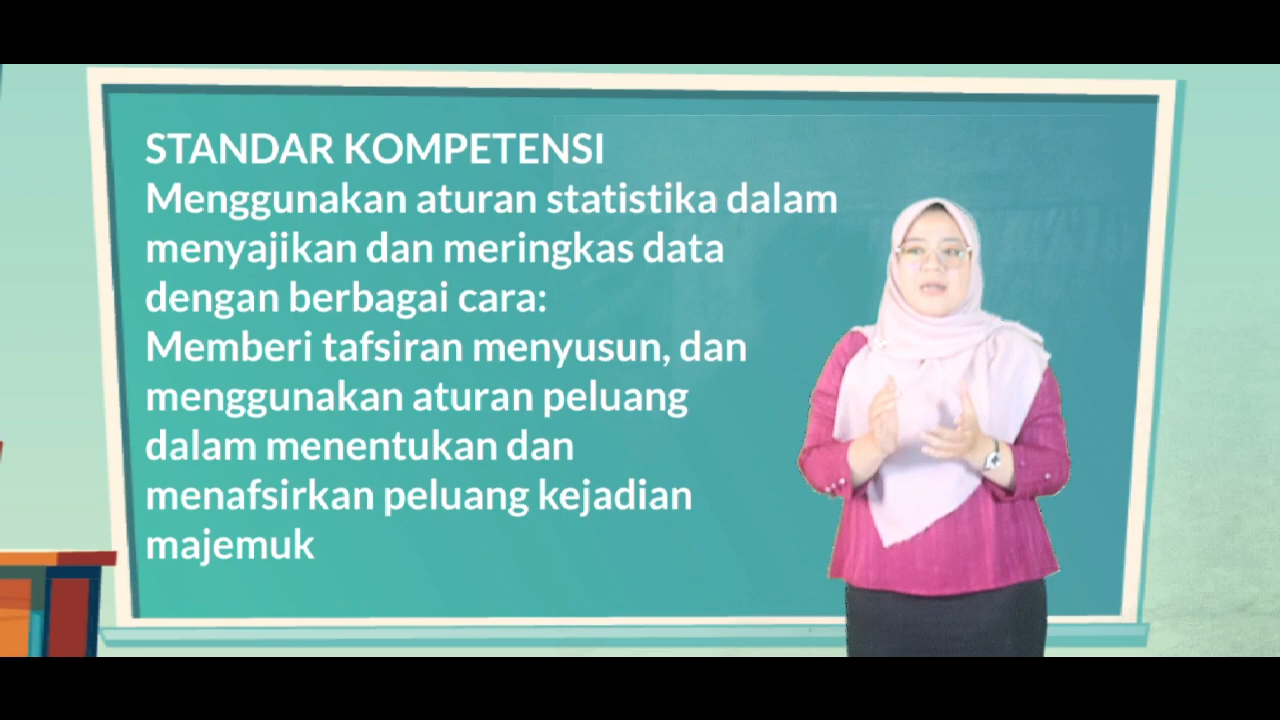 STANDAR KOMPETENSI
Menggunakan aturan statistika dalam
menyajikan dan meringkas data
dengan berbagai cara:
Memberi tafsiran menyusun, dan
menggunakan aturan peluang
dalam menentukan dan
menafsirkan peluang kejadian
majemuk